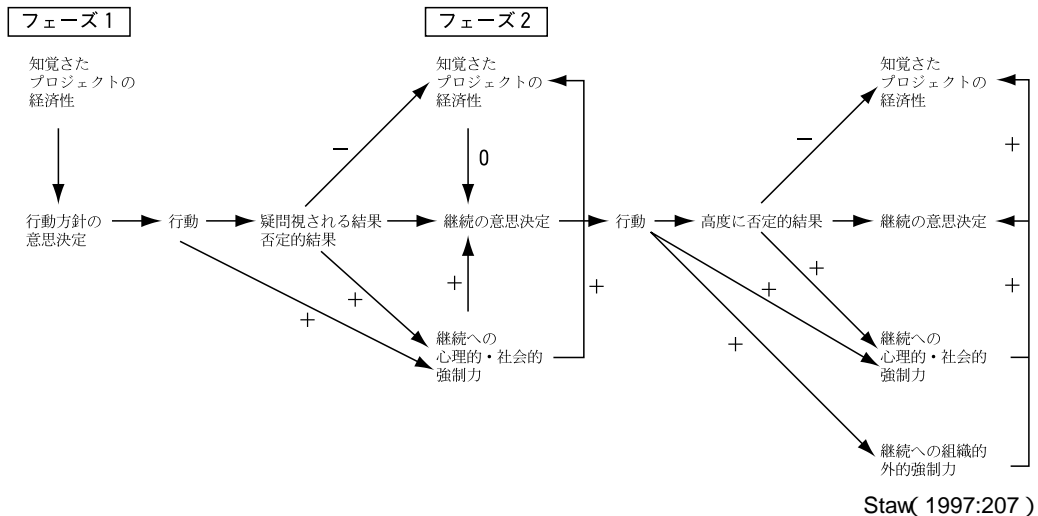 フェーズ1
フェーズ2
知覚さた
プロジェクトの
経済性
知覚さた
プロジェクトの
経済性
知覚さた
プロジェクトの
経済性
−
0
−
+
行動方針の
意思決定
行動
疑問視される結果
否定的結果
継続の意思決定
行動
高度に否定的結果
継続の意思決定
+
+
+
+
+
+
+
+
+
継続への
心理的・社会的
強制力
継続への
心理的・社会的
強制力
継続への組織的
外的強制力
Staw(1997:207)